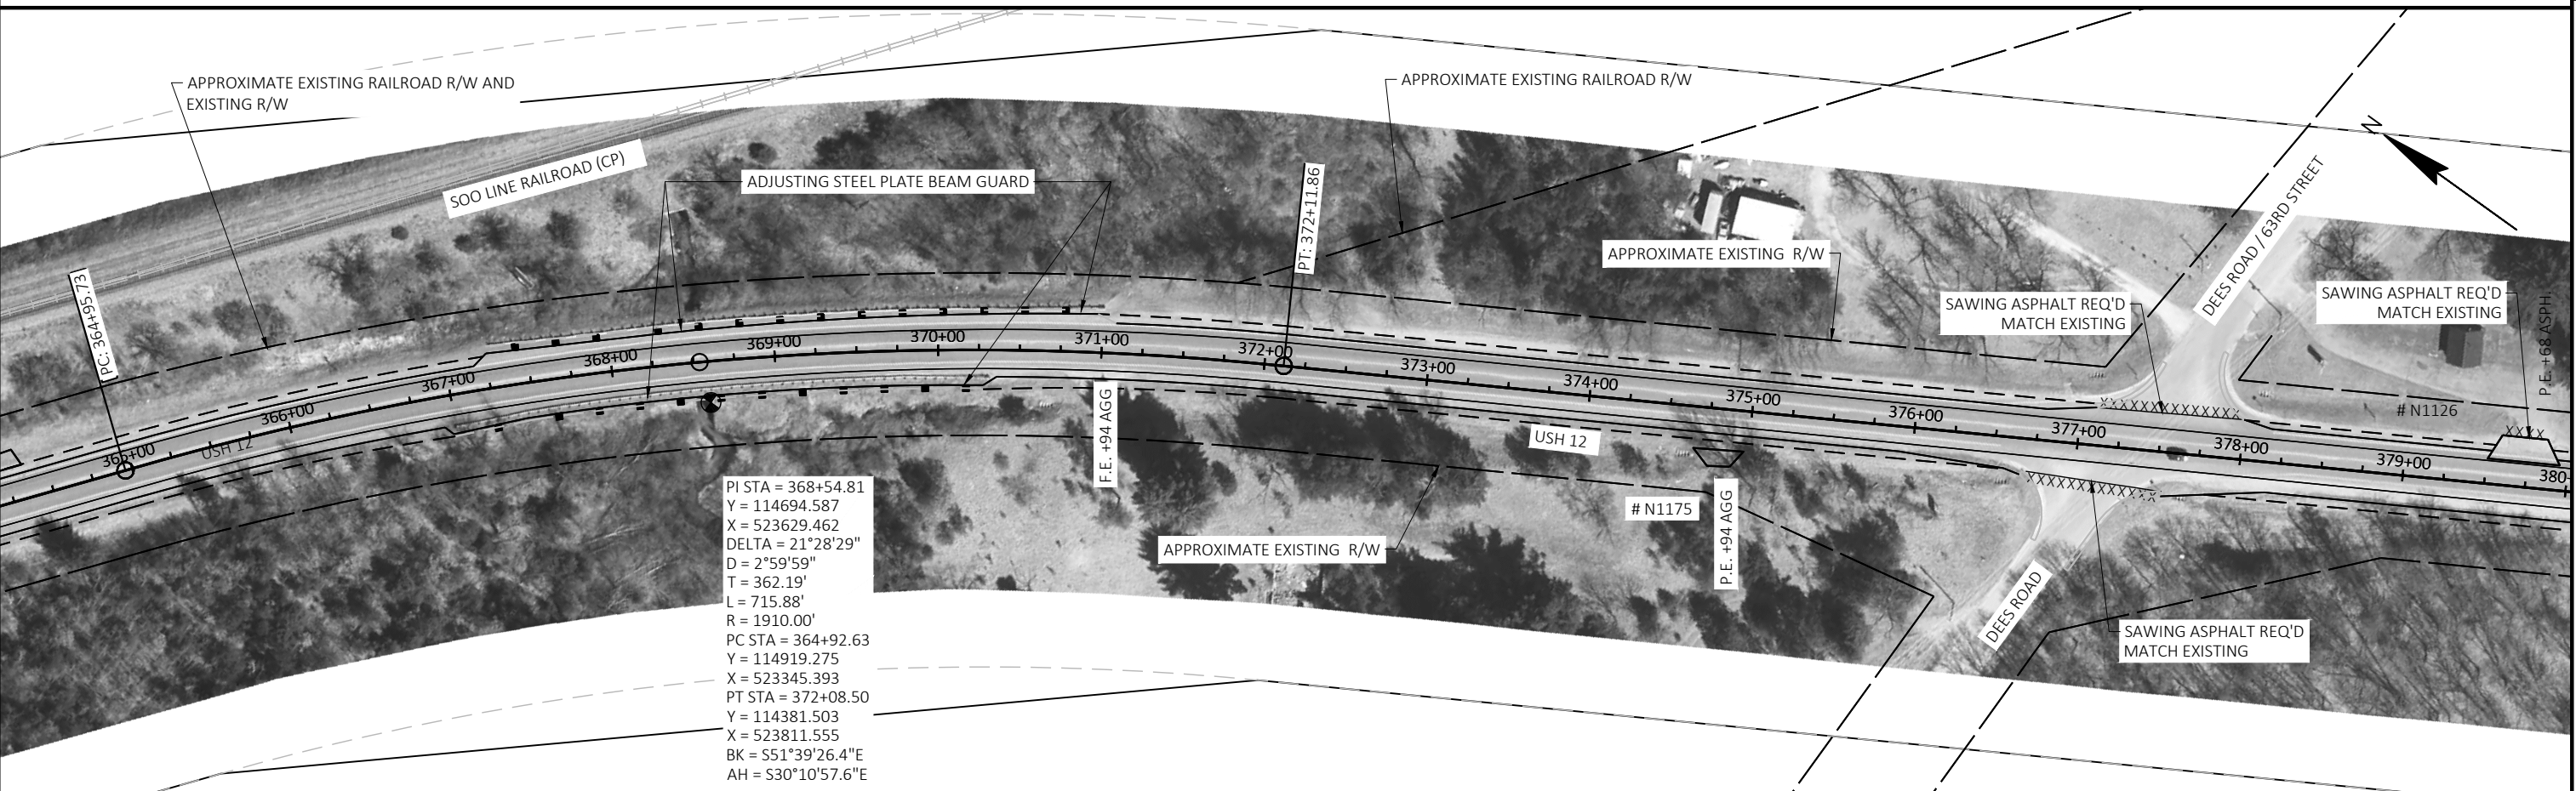 APPROXIMATE EXISTING RAILROAD R/W AND
EXISTING R/W
APPROXIMATE EXISTING RAILROAD R/W
N
SOO LINE RAILROAD (CP)
ADJUSTING STEEL PLATE BEAM GUARD
PC: 364+95.73
PT: 372+11.86
APPROXIMATE EXISTING R/W
DEES ROAD / 63RD STREET
SAWING ASPHALT REQ'D
MATCH EXISTING
SAWING ASPHALT REQ'D
MATCH EXISTING
P.E. +68 ASPH.
# N1126
365+00
366+00
367+00
368+00
369+00
370+00
371+00
372+00
373+00
374+00
375+00
376+00
377+00
378+00
379+00
380
USH 12
F.E. +94 AGG
USH 12
# N1175
P.E. +94 AGG
APPROXIMATE EXISTING R/W
DEES ROAD
SAWING ASPHALT REQ'D
MATCH EXISTING
PI STA = 368+54.81
Y = 114694.587
X = 523629.462
DELTA = 21°28'29"
D = 2°59'59"
T = 362.19'
L = 715.88'
R = 1910.00'
PC STA = 364+92.63
Y = 114919.275
X = 523345.393
PT STA = 372+08.50
Y = 114381.503
X = 523811.555
BK = S51°39'26.4"E
AH = S30°10'57.6"E